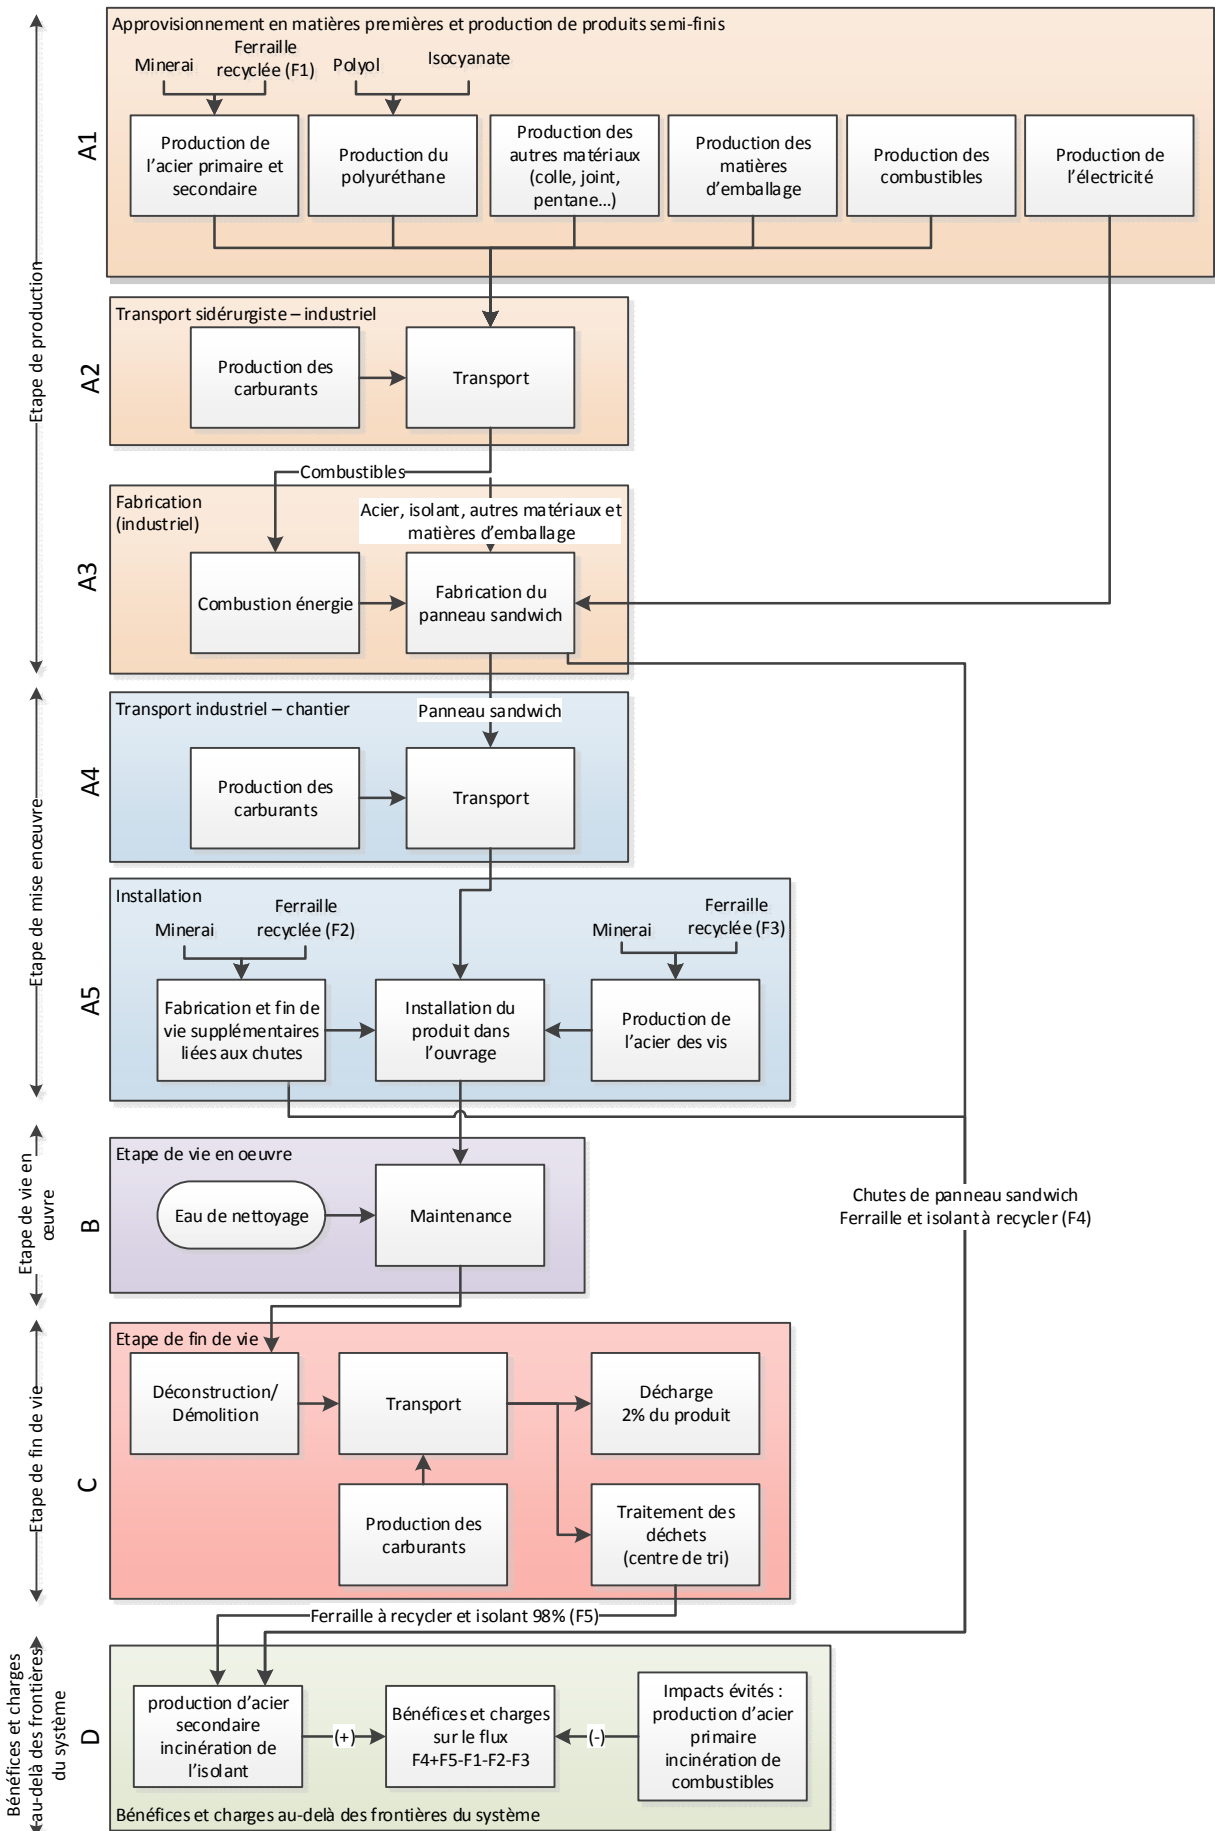 Approvisionnement en matières premières et production de produits semi-finis
Minerai
Ferraille
recyclée (F1)
Polyol
Isocyanate
Production de
l'acier primaire et
secondaire
Production du
polyuréthane
Production des
autres matériaux
(colle, joint,
pentane...)
Production des
matières
d'emballage
Production des
combustibles
Production de
l'électricité
A1
Etape de production
Transport sidérurgiste – industriel
Production des
carburants
Transport
A2
Combustibles
Fabrication
(industriel)
Acier, isolant, autres matériaux et
matières d'emballage
Combustion énergie
Fabrication du
panneau sandwich
A3
Transport industriel – chantier
Panneau sandwich
Production des
carburants
Transport
A4
Etape de mise enœuvre
Installation
Minerai
Ferraille
recyclée (F2)
Minerai
Ferraille
recyclée (F3)
Fabrication et fin de
vie supplémentaires
liées aux chutes
Installation du
produit dans
l'ouvrage
Production de
l'acier des vis
A5
Etape de vie en oeuvre
Eau de nettoyage
Maintenance
B
Etape de vie en
œuvre
Chutes de panneau sandwich
Ferraille et isolant à recycler (F4)
Etape de fin de vie
Déconstruction/
Démolition
Transport
Décharge
2% du produit
Production des
carburants
Traitement des
déchets
(centre de tri)
C
Etape de fin de vie
Ferraille à recycler et isolant 98% (F5)
production d'acier
secondaire
incinération de
l'isolant
(+)
Bénéfices et charges
sur le flux
F4+F5-F1-F2-F3
(-)
Impacts évités :
production d'acier
primaire
incinération de
combustibles
D
Bénéfices et charges
au-delà des frontières
du système
Bénéfices et charges au-delà des frontières du système